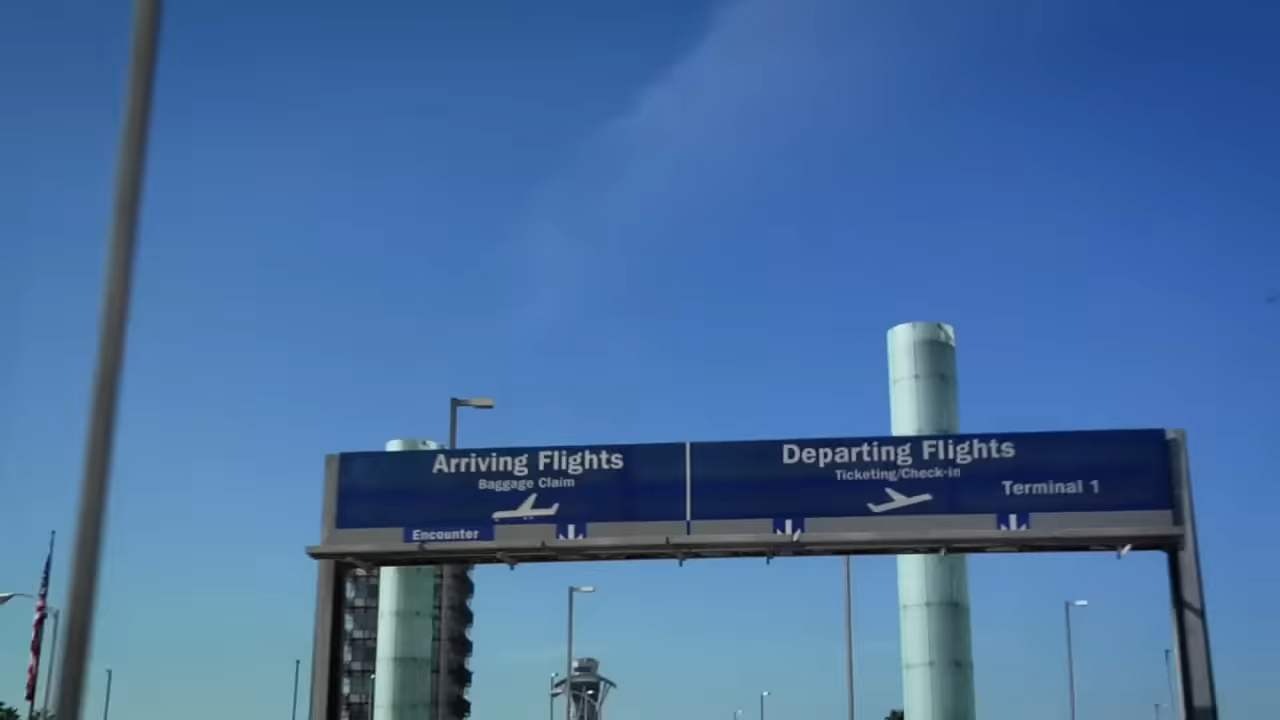 Arriving Flights
Baggage Claim
Encounter
Departing Flights
Ticketing/Check-in
Terminal 1